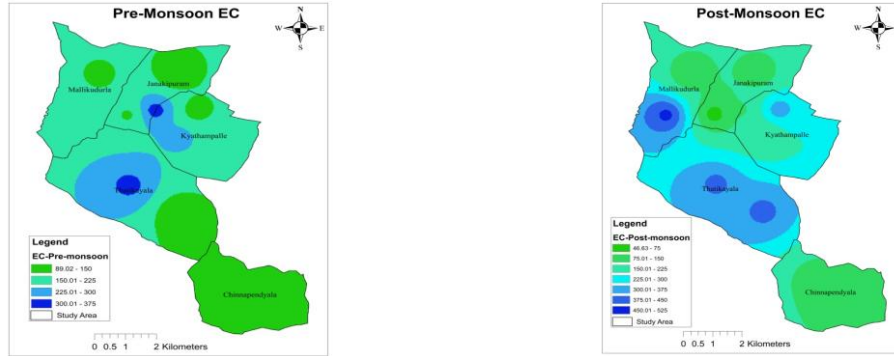 Pre-Monsoon EC
N
W E
S
Mallikudurla
Janakipuram
Kyathampalle
Thatikayala
Chinnapendyala
Legend
EC-Pre-monsoon
89.02 - 150
150.01 - 225
225.01 - 300
300.01 - 375
Study Area
0 0.5 1 2 Kilometers
Post-Monsoon EC
N
W E
S
Mallikudurla
Janakipuram
Kyathampalle
Thatikayala
Chinnapendyala
Legend
EC-Post-monsoon
46.63 - 75
75.01 - 150
150.01 - 225
225.01 - 300
300.01 - 375
375.01 - 450
450.01 - 525
Study Area
0 0.5 1 2 Kilometers